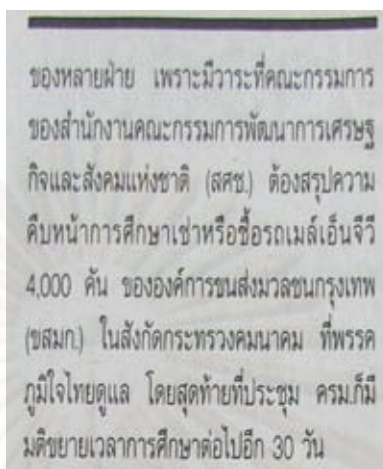 ของหลายฝ่าย เพราะมีวาระที่คณะกรรมการ
ของสำนักงานคณะกรรมการพัฒนาการเศรษฐ
กิจและสังคมแห่งชาติ (สศช.) ต้องสรุปความ
คืบหน้าการศึกษาเช่าหรือซื้อรถเมล์เอ็นจีวี
4,000 คัน ขององค์การขนส่งมวลชนกรุงเทพ
(ขสมก.) ในสังกัดกระทรวงคมนาคม ที่พรรค
ภูมิใจไทยดูแล โดยสุดท้ายที่ประชุม ครม.ก็มี
มติขยายเวลาการศึกษาต่อไปอีก 30 วัน